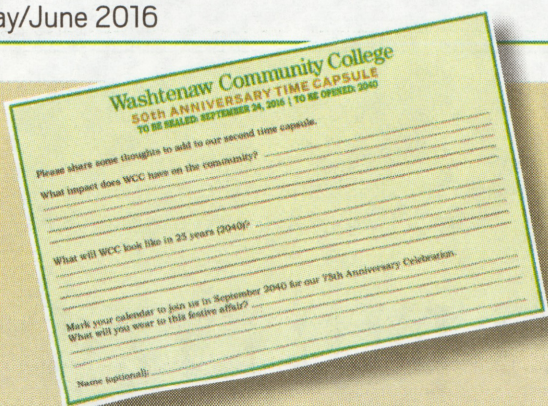 ay/June 2016
Washtenaw Community College
50th ANNIVERSARY TIME CAPSULE
TO BE SEALED: SEPTEMBER 24, 2016 | TO BE OPENED: 2040
Please share some thoughts to add to our second time capsule.
What impact does WCC have on the community?
What will WCC look like in 25 years (2040)?
Mark your calendar to join us in September 2040 for our 75th Anniversary Celebration.
What will you wear to this festive affair?
Name (optional):